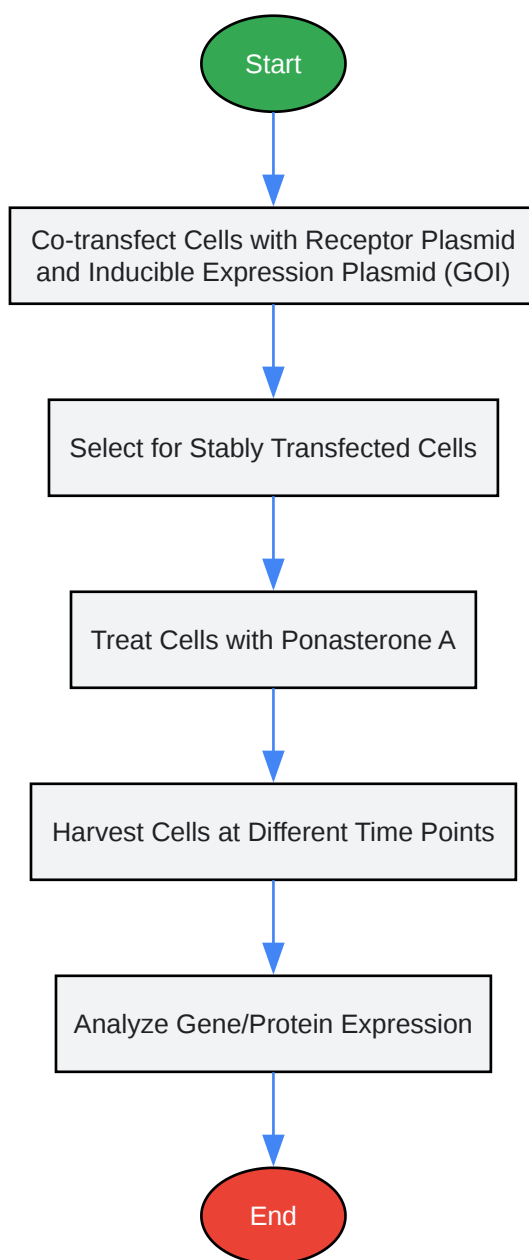 Start
Co-transfect Cells with Receptor Plasmid
and Inducible Expression Plasmid (GOI)
Select for Stably Transfected Cells
Treat Cells with Ponasterone A
Harvest Cells at Different Time Points
Analyze Gene/Protein Expression
End